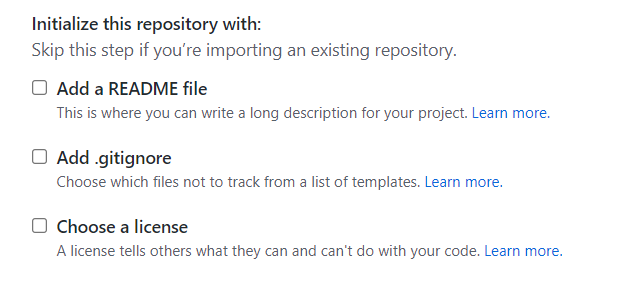 Initialize this repository with:
Skip this step if you’re importing an existing repository.
Add a README file
This is where you can write a long description for your project. Learn more.
Add .gitignore
Choose which files not to track from a list of templates. Learn more.
Choose a license
A license tells others what they can and can't do with your code. Learn more.